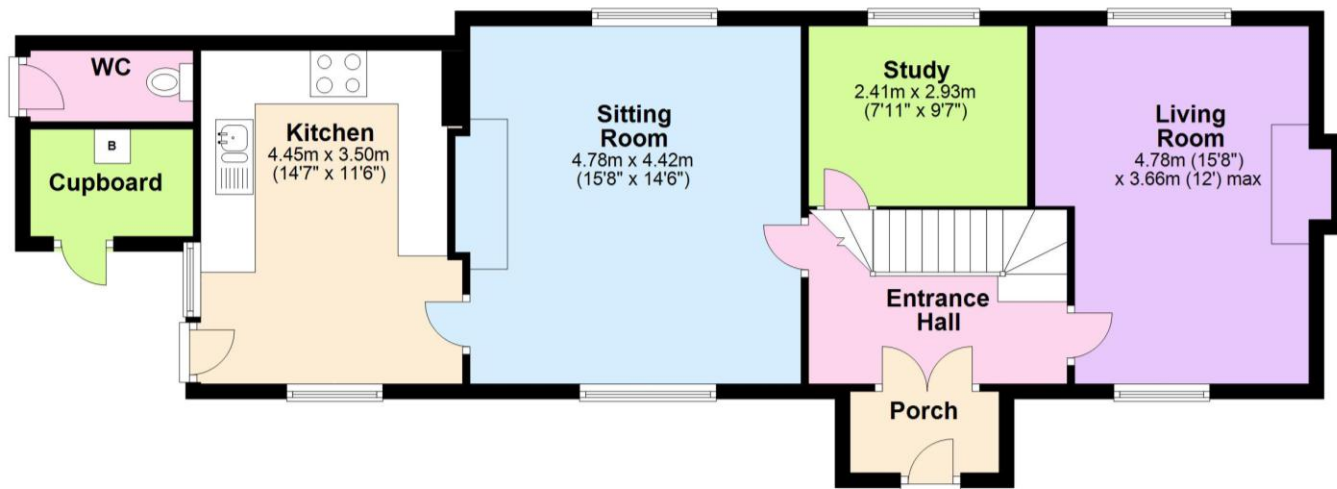 WC
B
Cupboard
Kitchen
4.45m x 3.50m
(14'7" x 11'6")
Sitting
Room
4.78m x 4.42m
(15'8" x 14'6")
Study
2.41m x 2.93m
(7'11" x 9'7")
Living
Room
4.78m (15'8")
x 3.66m (12') max
Entrance
Hall
Porch